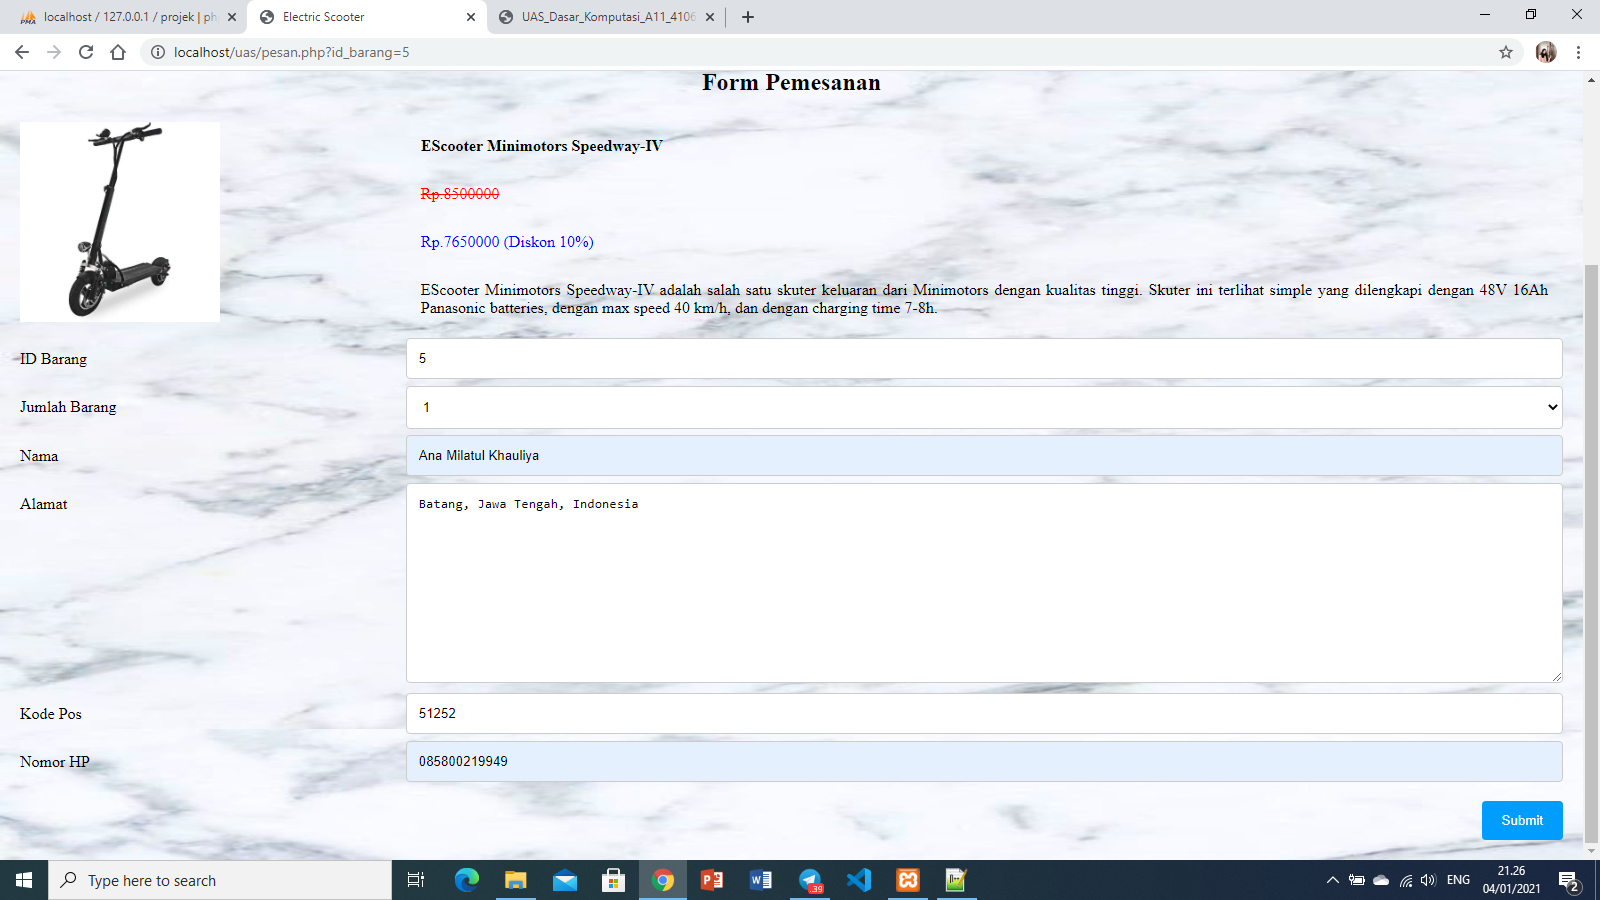 localhost / 127.0.0.1 / projek | ph
Electric Scooter
UAS_Dasar_Komputasi_A11_4106
localhost/uas/pesan.php?id_barang=5
Form Pemesanan
EScooter Minimotors Speedway-IV
Rp.8500000
Rp.7650000 (Diskon 10%)
EScooter Minimotors Speedway-IV adalah salah satu skuter keluaran dari Minimotors dengan kualitas tinggi. Skuter ini terlihat simple yang dilengkapi dengan 48V 16Ah
Panasonic batteries, dengan max speed 40 km/h, dan dengan charging time 7-8h.
ID Barang
5
Jumlah Barang
1
Nama
Ana Milatul Khauliya
Alamat
Batang, Jawa Tengah, Indonesia
Kode Pos
51252
Nomor HP
085800219949
Submit
Type here to search
39
ENG
21.26
04/01/2021
2